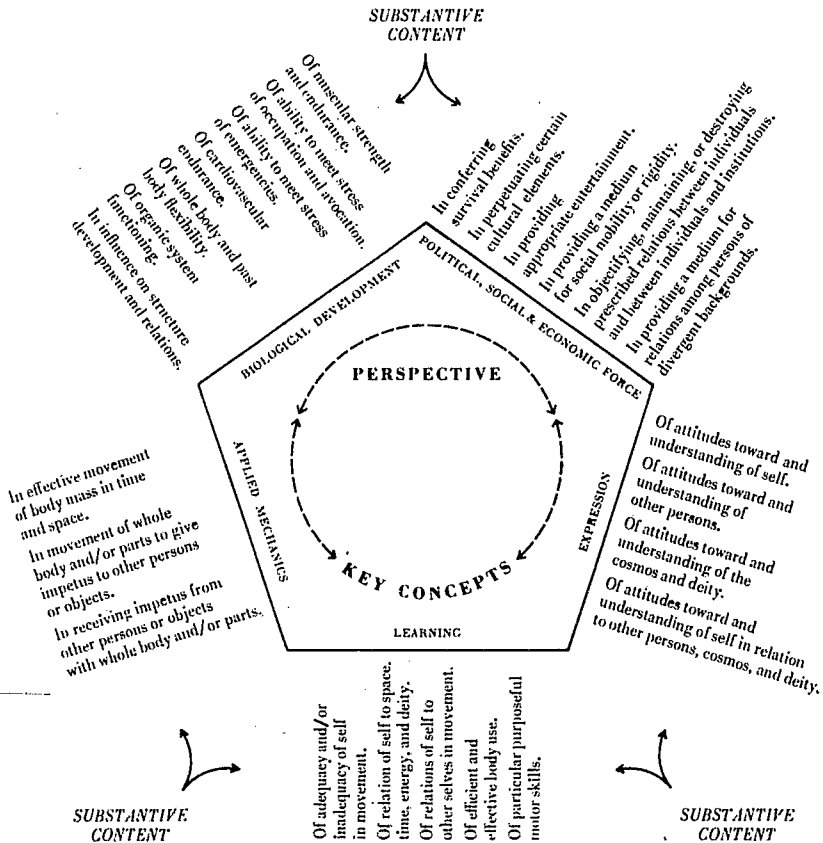 SUBSTANTIVE
CONTENT
Of muscular strength
and endurance.
Of ability to meet stress
of occupation and avocation.
Of ability to meet stress
of emergencies.
Of cardiovascular
endurance.
Of whole body and past
body flexibility.
Of organic system
functioning.
In influence on structure
development and relations.
In conferring
survival benefits.
In perpetuating certain
cultural elements.
In providing
appropriate entertainment.
In providing a medium
for social mobility or rigidity.
In objectifying, maintaining, or destroying
prescribed relations between individuals
and between individuals and institutions.
In providing a medium for
relations among persons of
divergent backgrounds.
BIOLOGICAL DEVELOPMENT
POLITICAL, SOCIAL & ECONOMIC FORCE
PERSPECTIVE
APPLIED MECHANICS
EXPRESSION
KEY CONCEPTS
LEARNING
In effective movement
of body mass in time
and space.
In movement of whole
body and/or parts to give
impetus to other persons
or objects.
In receiving impetus from
other persons or objects
with whole body and/or parts.
Of attitudes toward and
understanding of self.
Of attitudes toward and
understanding of
other persons.
Of attitudes toward and
understanding of the
cosmos and deity.
Of attitudes toward and
understanding of self in relation
to other persons, cosmos, and deity.
Of adequacy and/or
inadequacy of self
in movement.
Of relation of self to space,
time, energy, and deity.
Of relations of self to
other selves in movement.
Of efficient and
effective body use.
Of particular purposeful
motor skills.
SUBSTANTIVE
CONTENT
SUBSTANTIVE
CONTENT